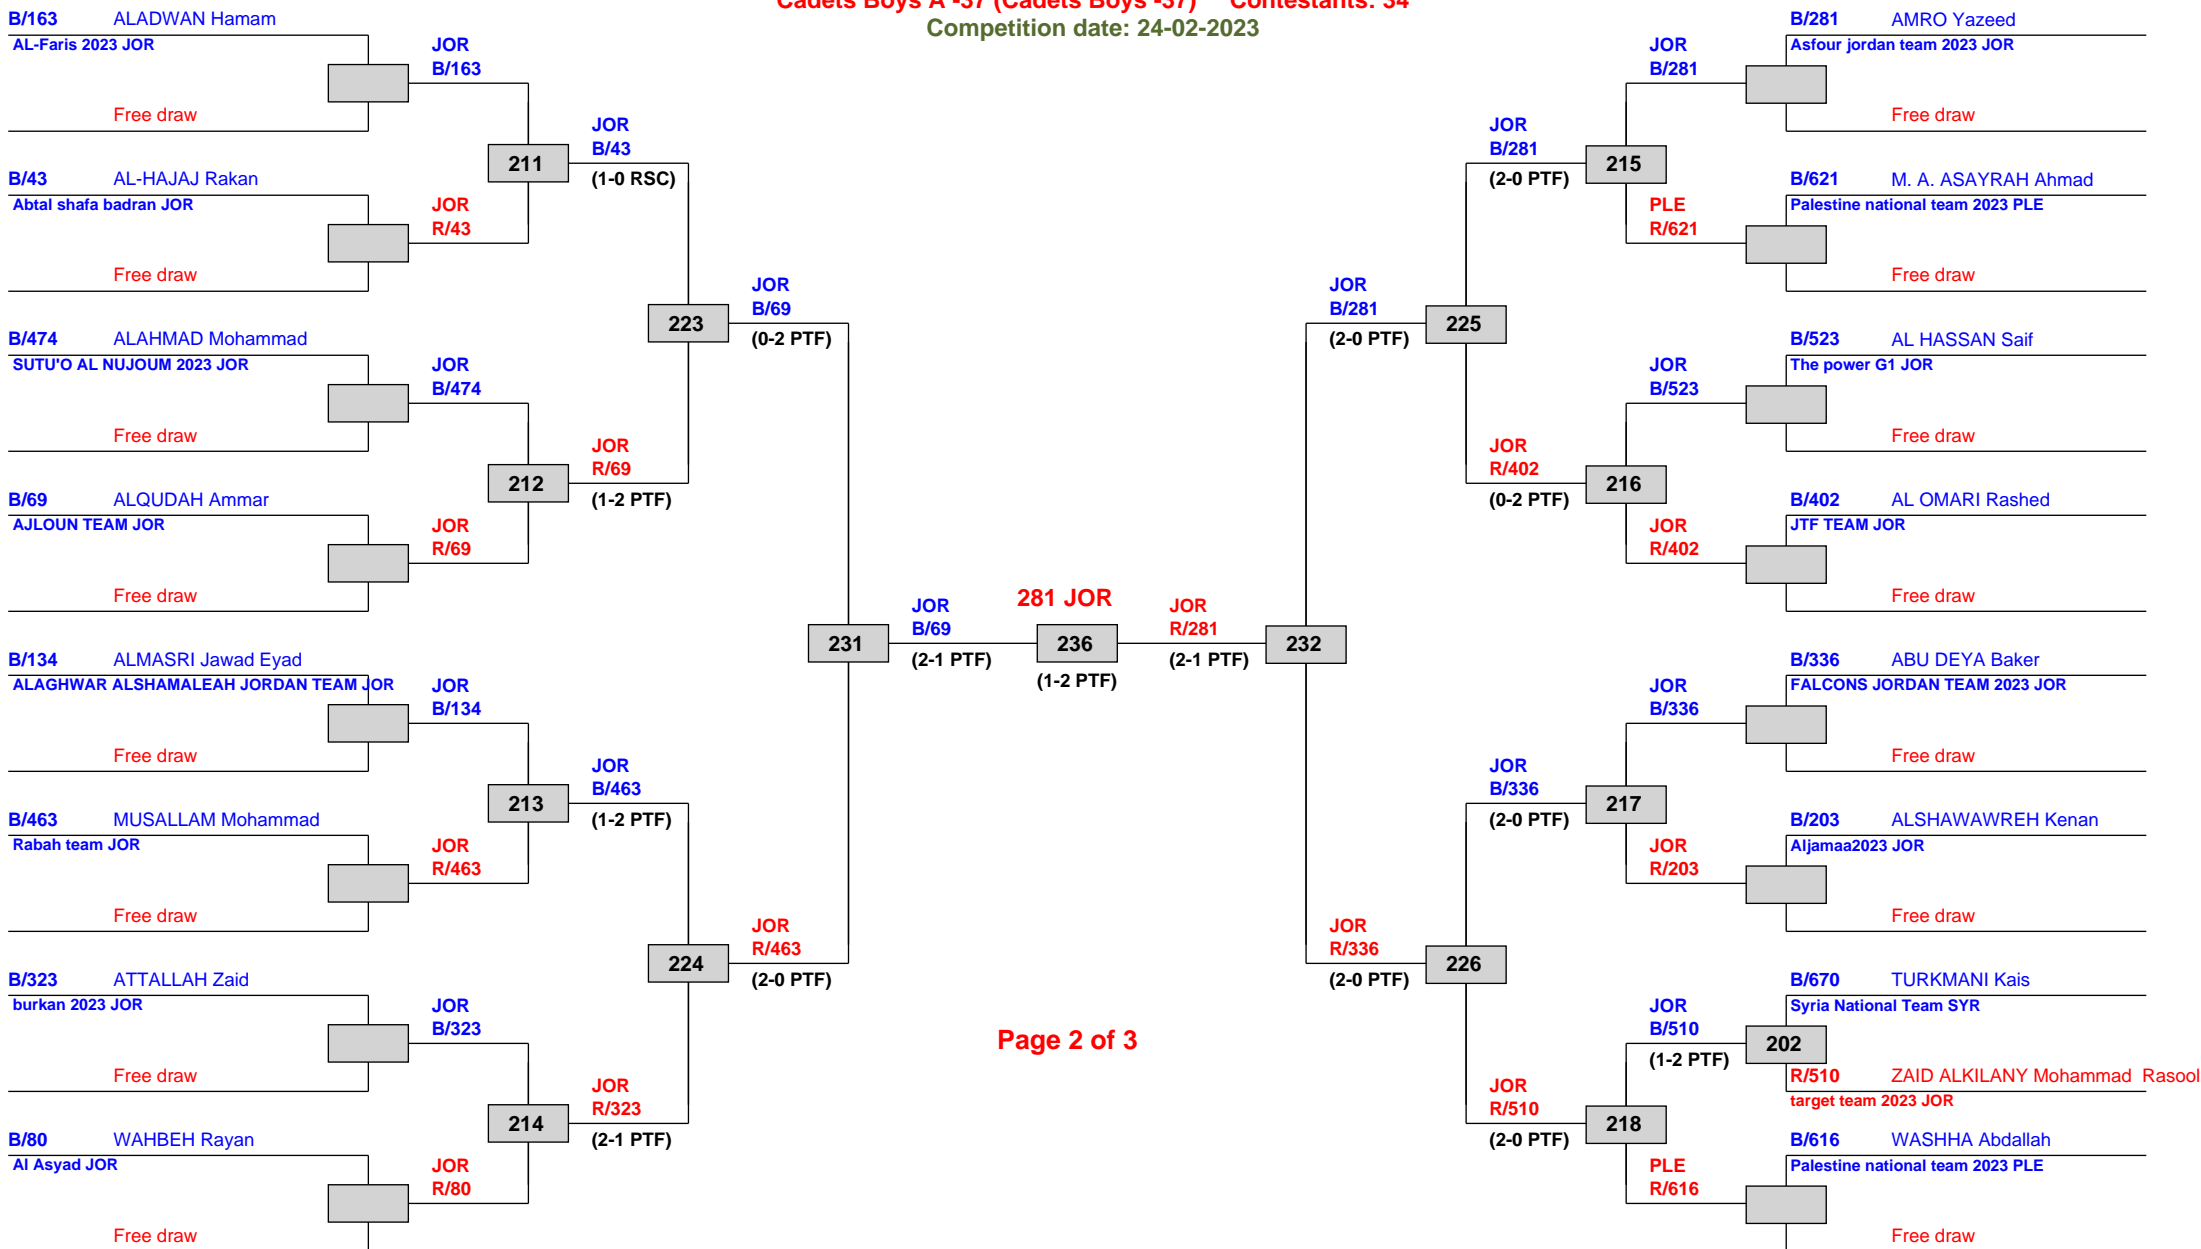 Cadets Boys A -37 (Cadets Boys -37) Contestants: 34
Competition date: 24-02-2023
B/163 ALADWAN Hamam
AL-Faris 2023 JOR
Free draw
B/43 AL-HAJAJ Rakan
Abtal shafa badran JOR
Free draw
B/474 ALAHMAD Mohammad
SUTU'O AL NUJOUM 2023 JOR
Free draw
B/69 ALQUDAH Ammar
AJLOUN TEAM JOR
Free draw
B/134 ALMASRI Jawad Eyad
ALAGHWAR ALSHAMALEAH JORDAN TEAM JOR
Free draw
B/463 MUSALLAM Mohammad
Rabah team JOR
Free draw
B/323 ATTALLAH Zaid
burkan 2023 JOR
Free draw
B/80 WAHBEH Rayan
Al Asyad JOR
Free draw
JOR
B/163
JOR
R/43
JOR
B/474
JOR
R/69
JOR
B/134
JOR
R/463
JOR
B/323
JOR
R/80
211
212
213
214
JOR
B/43
(1-0 RSC)
JOR
R/69
(1-2 PTF)
JOR
B/463
(1-2 PTF)
JOR
R/323
(2-1 PTF)
223
224
JOR
B/69
(0-2 PTF)
JOR
R/463
(2-0 PTF)
231
JOR
B/69
(2-1 PTF)
281 JOR
236
(1-2 PTF)
Page 2 of 3
JOR
R/281
(2-1 PTF)
232
JOR
B/281
(2-0 PTF)
JOR
R/336
(2-0 PTF)
225
226
JOR
B/281
(2-0 PTF)
JOR
R/402
(0-2 PTF)
JOR
B/336
(2-0 PTF)
JOR
R/510
(2-0 PTF)
215
216
217
218
JOR
B/281
PLE
R/621
JOR
B/523
JOR
R/402
JOR
B/336
JOR
R/203
JOR
B/510
(1-2 PTF)
PLE
R/616
202
B/281 AMRO Yazeed
Asfour jordan team 2023 JOR
Free draw
B/621 M. A. ASAYRAH Ahmad
Palestine national team 2023 PLE
Free draw
B/523 AL HASSAN Saif
The power G1 JOR
Free draw
B/402 AL OMARI Rashed
JTF TEAM JOR
Free draw
B/336 ABU DEYA Baker
FALCONS JORDAN TEAM 2023 JOR
Free draw
B/203 ALSHAWAWREH Kenan
Aljamaa2023 JOR
Free draw
B/670 TURKMANI Kais
Syria National Team SYR
R/510 ZAID ALKILANY Mohammad Rasool
target team 2023 JOR
B/616 WASHHA Abdallah
Palestine national team 2023 PLE
Free draw